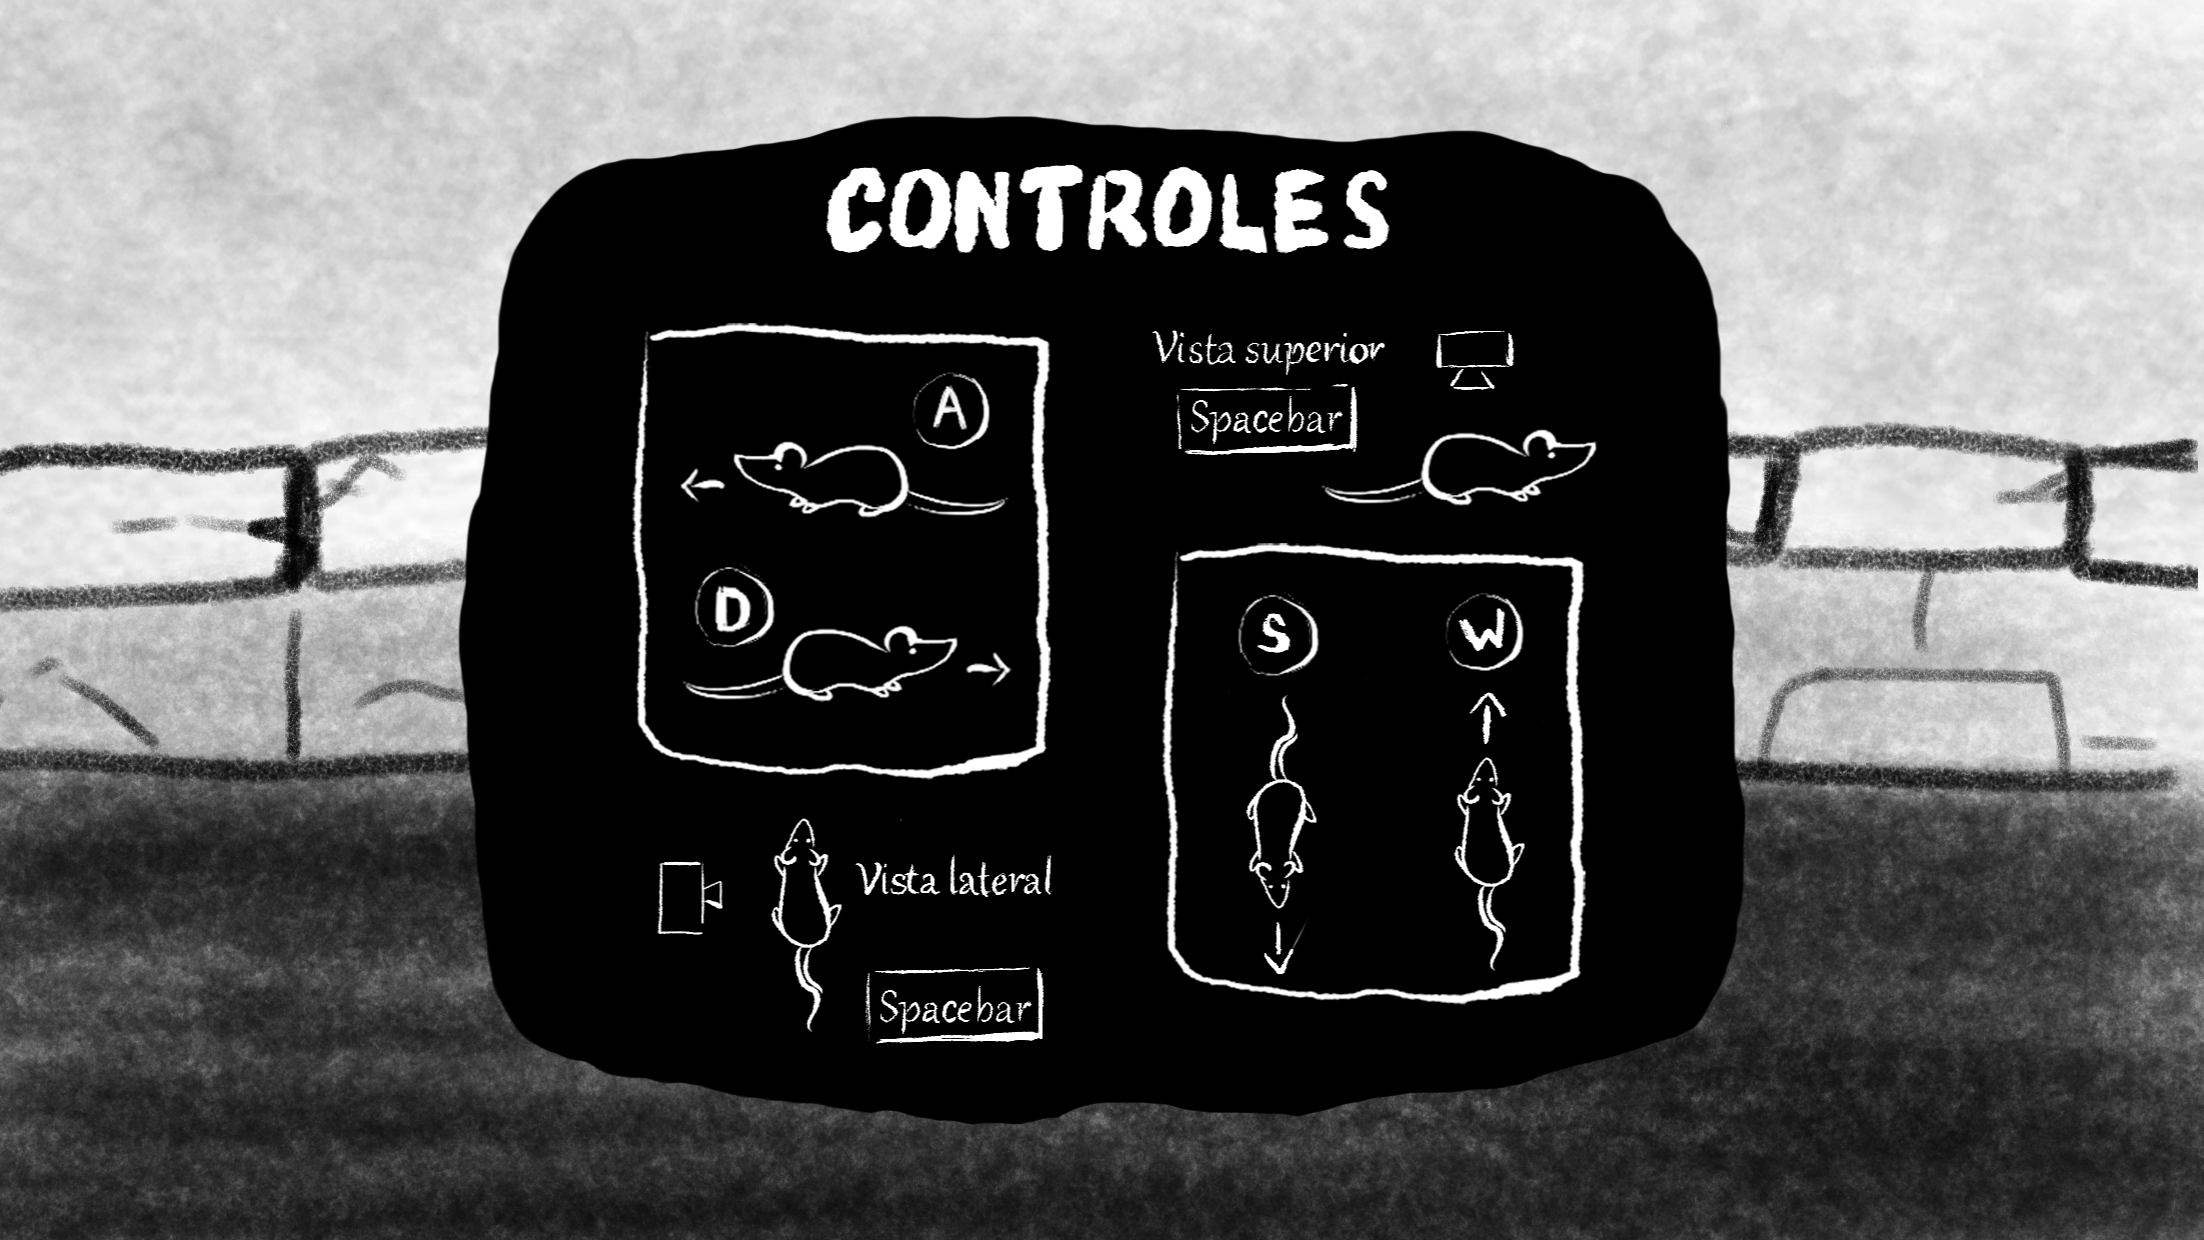 CONTROLES
A
D
Vista superior
Spacebar
S
W
Vista lateral
Spacebar